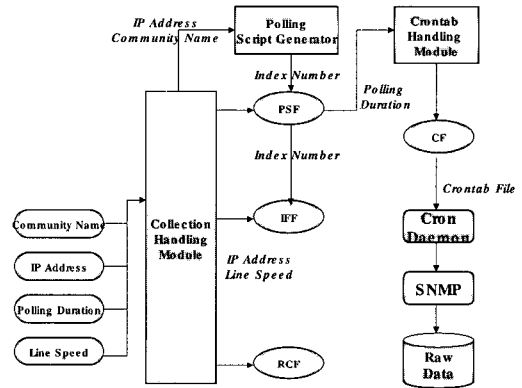 IP Address
Community Name
Polling
Script Generator
Crontab
Handling
Module
Index Number
Polling
Duration
PSF
CF
Index Number
Crontab File
Community Name
IP Address
Polling Duration
Line Speed
Collection
Handling
Module
IFF
IP Address
Line Speed
RCF
Cron
Daemon
SNMP
Raw
Data